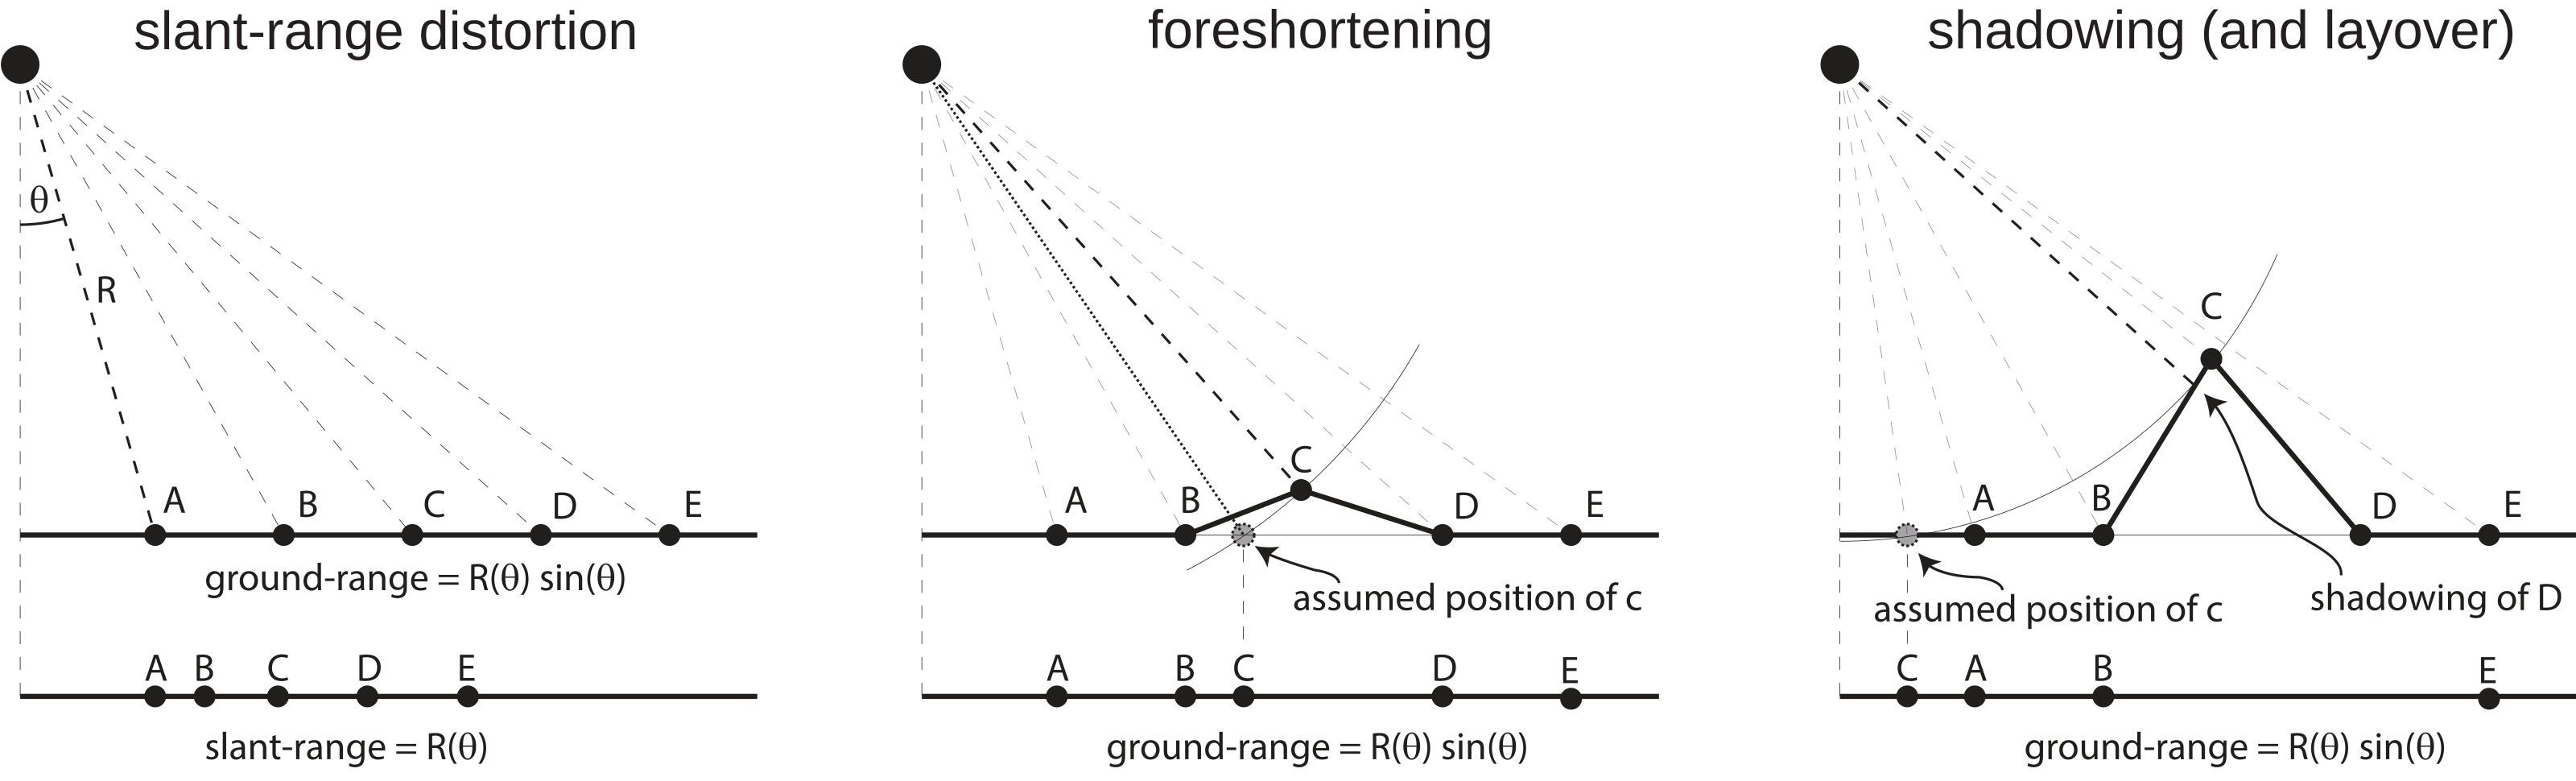 slant-range distortion
θ
R
A B C D E
ground-range = R(θ) sin(θ)
A B C D E
slant-range = R(θ)
foreshortening
C
A B D E
assumed position of c
A B C D E
ground-range = R(θ) sin(θ)
shadowing (and layover)
C
A B D E
assumed position of c
shadowing of D
C A B E
ground-range = R(θ) sin(θ)